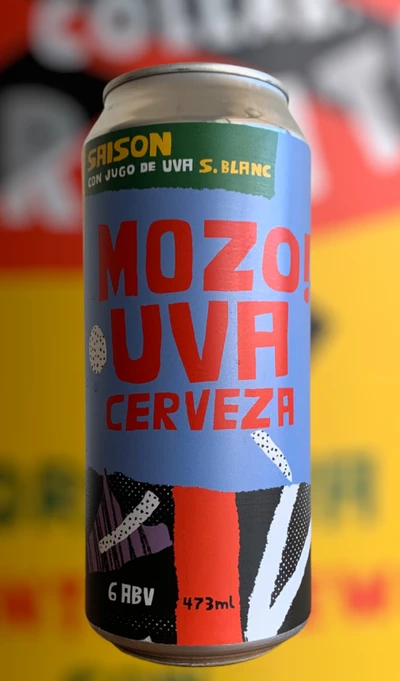 SAISON
CON JUGO DE UVA S.BLANC
MOZO!
UVA
CERVEZA
6 ABV
473ml